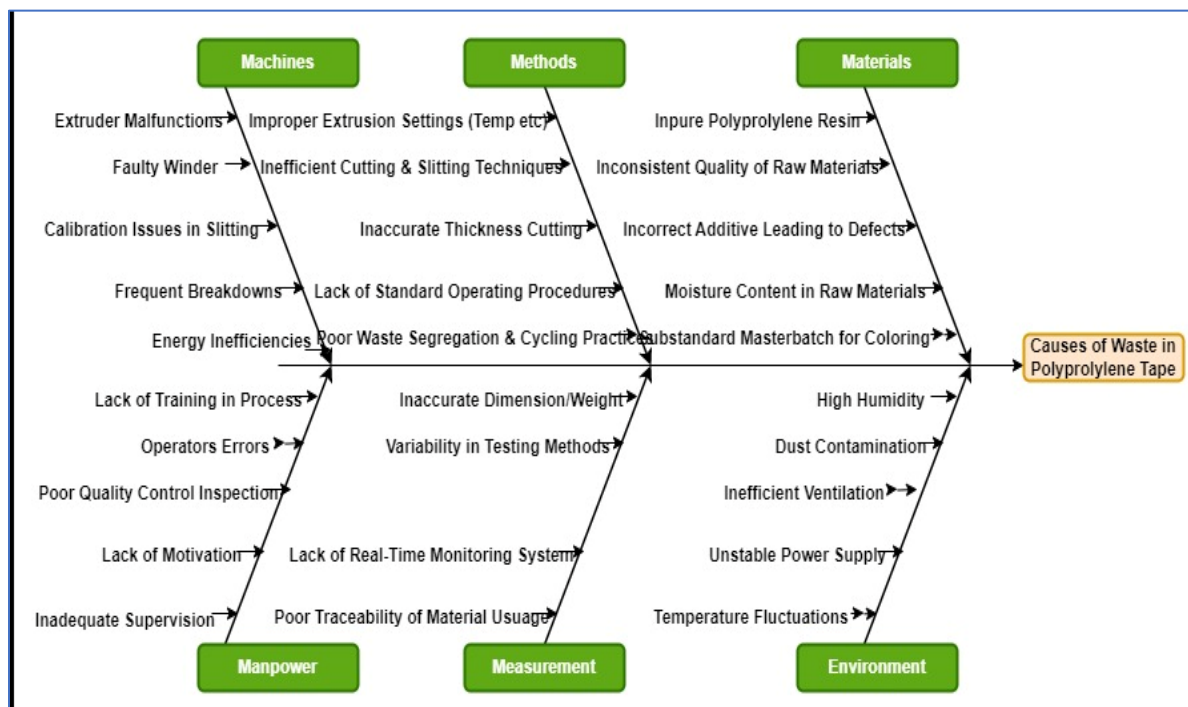 Machines
Methods
Materials
Extruder Malfunctions
Improper Extrusion Settings (Temp etc)
Inpure Polyprolylene Resin
Faulty Winder
Inefficient Cutting & Slitting Techniques
Inconsistent Quality of Raw Materials
Calibration Issues in Slitting
Inaccurate Thickness Cutting
Incorrect Additive Leading to Defects
Frequent Breakdowns
Lack of Standard Operating Procedures
Moisture Content in Raw Materials
Energy Inefficiencies
Poor Waste Segregation & Cycling Practices
Substandard Masterbatch for Coloring
Causes of Waste in
Polyprolylene Tape
Lack of Training in Process
Inaccurate Dimension/Weight
High Humidity
Operators Errors
Variability in Testing Methods
Dust Contamination
Poor Quality Control Inspection
Inefficient Ventilation
Lack of Motivation
Lack of Real-Time Monitoring System
Unstable Power Supply
Inadequate Supervision
Poor Traceability of Material Usuage
Temperature Fluctuations
Manpower
Measurement
Environment